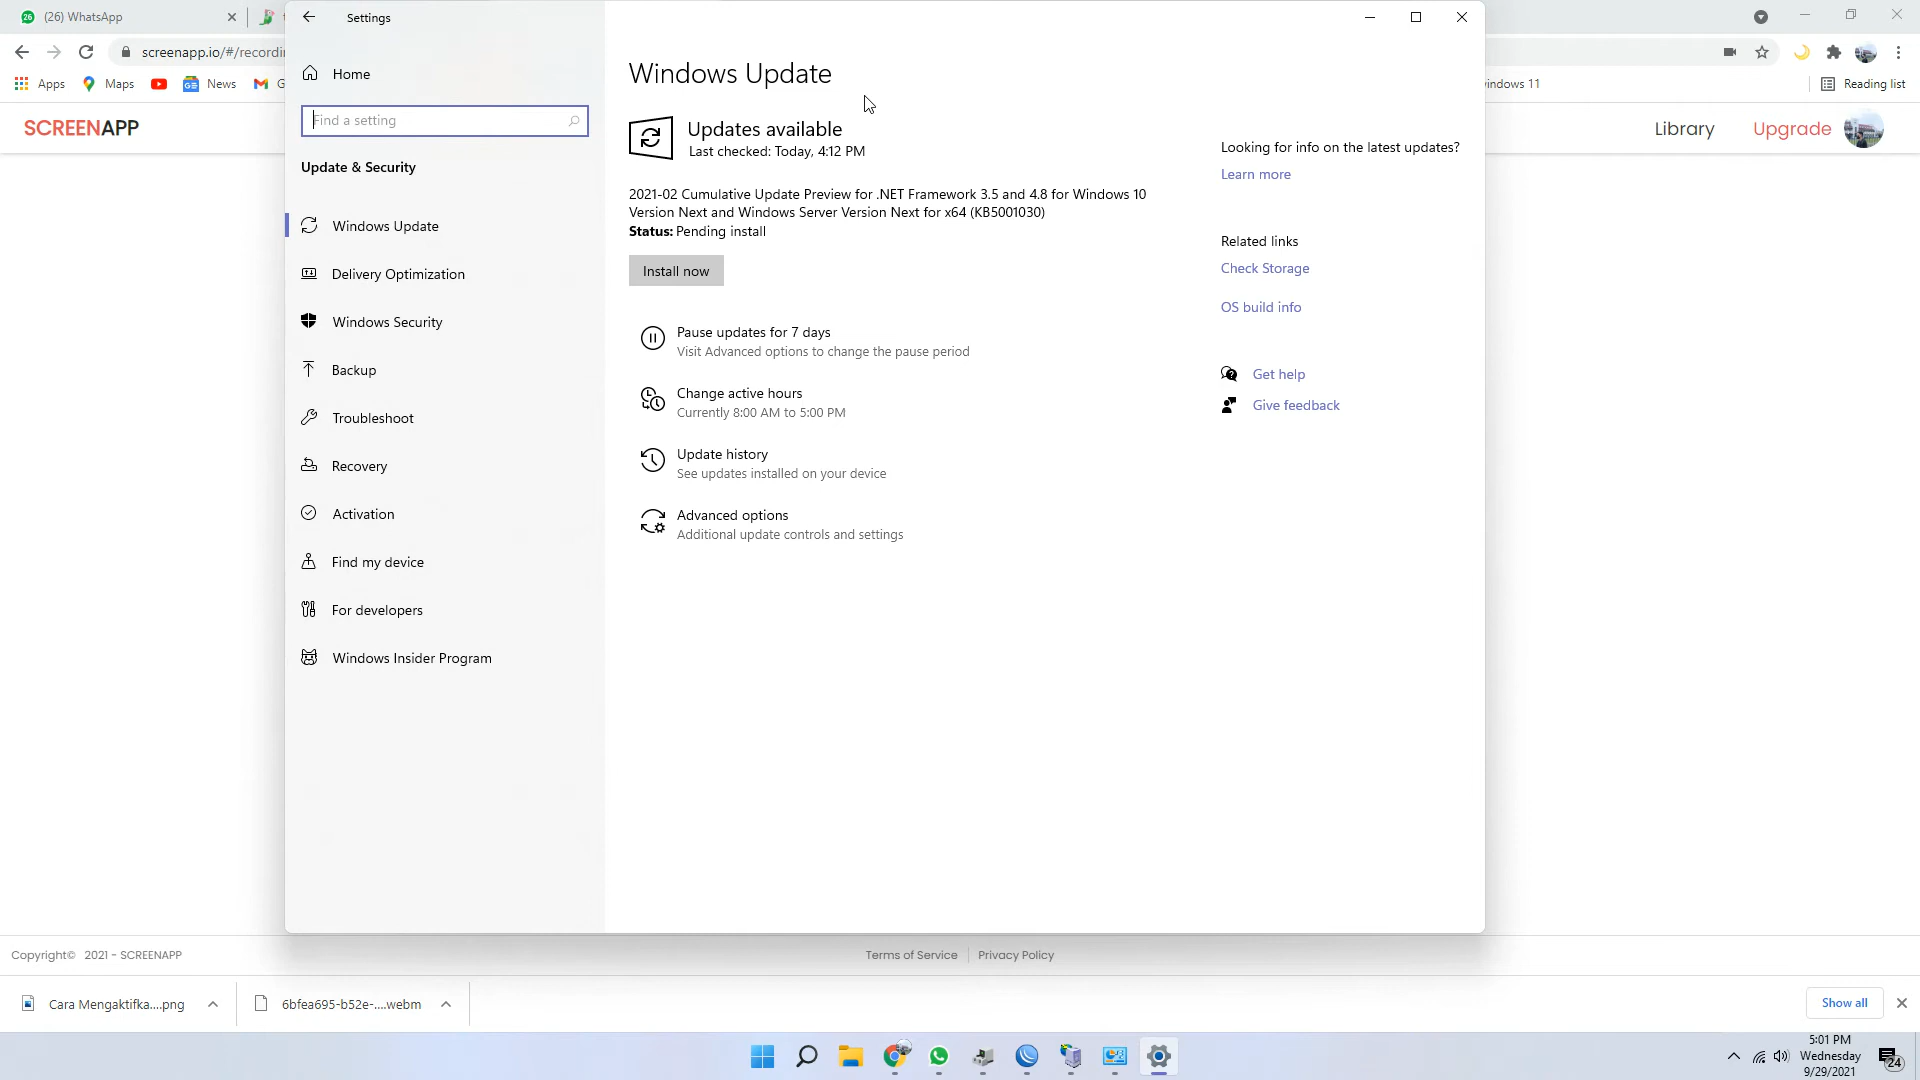 (26) WhatsApp
screenapp.io/#/recordi
Apps
Maps
News
G
indows 11
Reading list
SCREENAPP
Library
Upgrade
Settings
Home
Find a setting
Update & Security
Windows Update
Delivery Optimization
Windows Security
Backup
Troubleshoot
Recovery
Activation
Find my device
For developers
Windows Insider Program
Windows Update
Updates available
Last checked: Today, 4:12 PM
2021-02 Cumulative Update Preview for .NET Framework 3.5 and 4.8 for Windows 10
Version Next and Windows Server Version Next for x64 (KB5001030)
Status: Pending install
Install now
Pause updates for 7 days
Visit Advanced options to change the pause period
Change active hours
Currently 8:00 AM to 5:00 PM
Update history
See updates installed on your device
Advanced options
Additional update controls and settings
Looking for info on the latest updates?
Learn more
Related links
Check Storage
OS build info
Get help
Give feedback
Copyright© 2021 - SCREENAPP
Terms of Service
Privacy Policy
Cara Mengaktifka....png
6bfea695-b52e-....webm
Show all
5:01 PM
Wednesday
9/29/2021
24